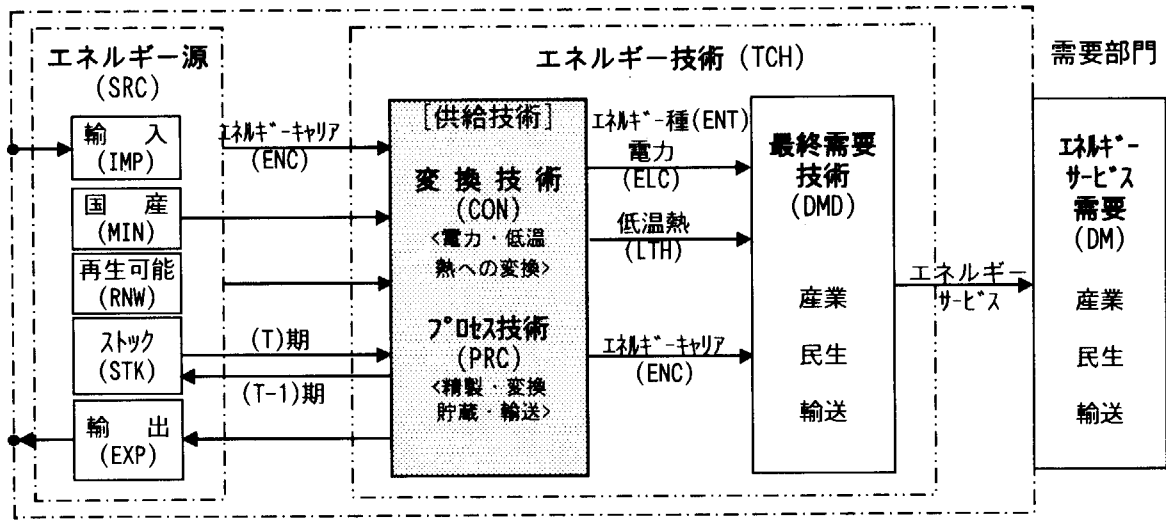 エネルギー源
(SRC)
輸 入
(IMP)
国 産
(MIN)
再生可能
(RNW)
ストック
(STK)
輸 出
(EXP)
エネルギーキャリア
(ENC)
(T)期
(T-1)期
エネルギー技術 (TCH)
[供給技術]
変 換 技 術
(CON)
<電力・低温
熱への変換>
プロセス技術
(PRC)
<精製・変換
貯蔵・輸送>
エネルギー種(ENT)
電力
(ELC)
低温熱
(LTH)
エネルギーキャリア
(ENC)
最終需要
技術
(DMD)
産業
民生
輸送
エネルギー
サービス
需要部門
エネルギー
サービス
需要
(DM)
産業
民生
輸送